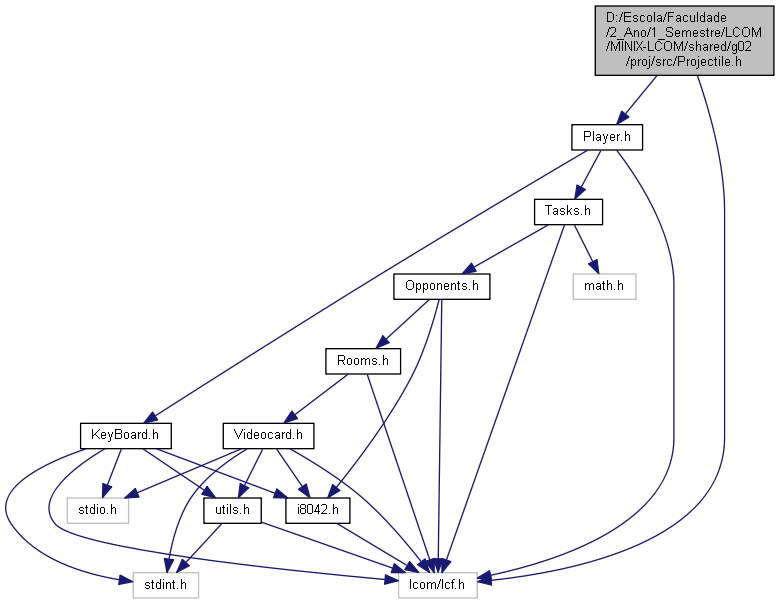 D:/Escola/Faculdade
/2_Ano/1_Semestre/LCOM
/MINIX-LCOM/shared/g02
/proj/src/Projectile.h
Player.h
Tasks.h
Opponents.h
math.h
Rooms.h
KeyBoard.h
Videocard.h
stdio.h
utils.h
i8042.h
stdint.h
lcom/lcf.h